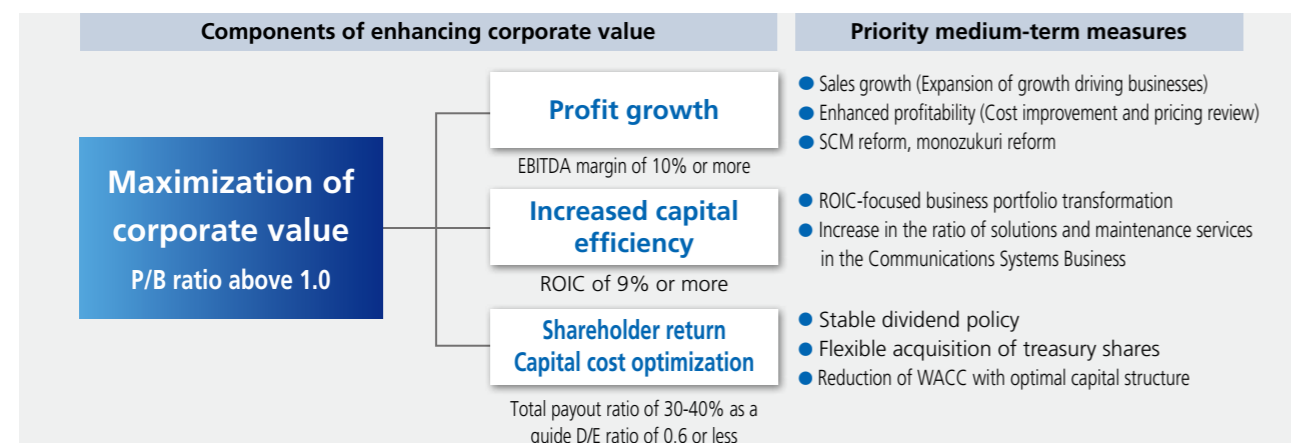 Components of enhancing corporate value
Priority medium-term measures
Maximization of
corporate value
P/B ratio above 1.0
Profit growth
EBITDA margin of 10% or more
● Sales growth (Expansion of growth driving businesses)
● Enhanced profitability (Cost improvement and pricing review)
● SCM reform, monozukuri reform
Increased capital
efficiency
ROIC of 9% or more
● ROIC-focused business portfolio transformation
● Increase in the ratio of solutions and maintenance services
in the Communications Systems Business
Shareholder return
Capital cost optimization
Total payout ratio of 30-40% as a
guide D/E ratio of 0.6 or less
● Stable dividend policy
● Flexible acquisition of treasury shares
● Reduction of WACC with optimal capital structure